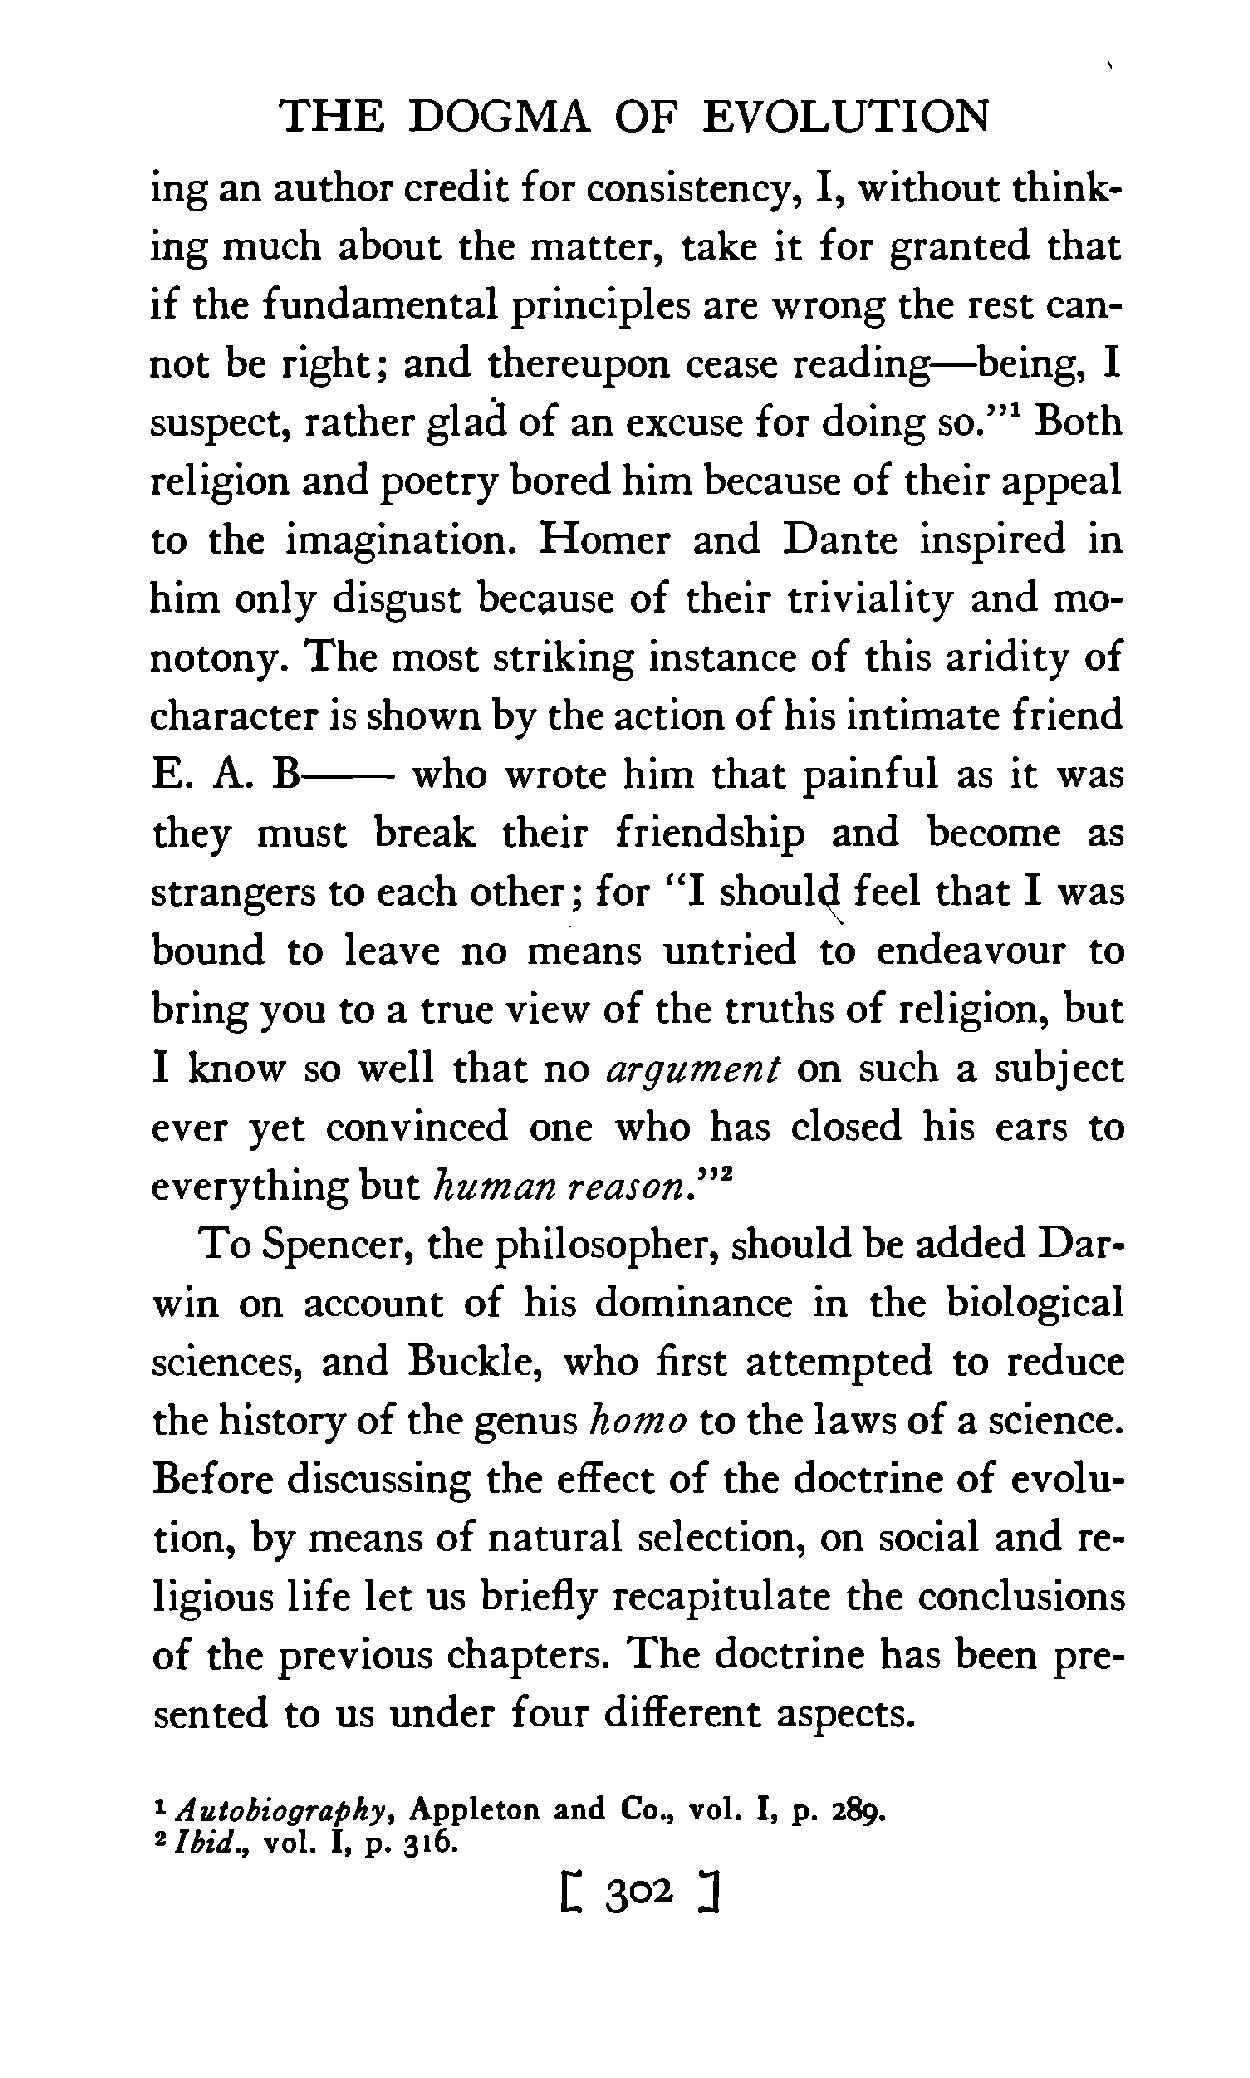 THE DOGMA OF EVOLUTION
ing an author credit for consistency, I, without think-
ing much about the matter, take it for granted that
if the fundamental principles are wrong the rest can-
not be right; and thereupon cease reading—being, I
suspect, rather glad of an excuse for doing so."¹ Both
religion and poetry bored him because of their appeal
to the imagination. Homer and Dante inspired in
him only disgust because of their triviality and mo-
notony. The most striking instance of this aridity of
character is shown by the action of his intimate friend
E. A. B—— who wrote him that painful as it was
they must break their friendship and become as
strangers to each other; for "I should feel that I was
bound to leave no means untried to endeavour to
bring you to a true view of the truths of religion, but
I know so well that no argument on such a subject
ever yet convinced one who has closed his ears to
everything but human reason."²
To Spencer, the philosopher, should be added Dar-
win on account of his dominance in the biological
sciences, and Buckle, who first attempted to reduce
the history of the genus homo to the laws of a science.
Before discussing the effect of the doctrine of evolu-
tion, by means of natural selection, on social and re-
ligious life let us briefly recapitulate the conclusions
of the previous chapters. The doctrine has been pre-
sented to us under four different aspects.
¹ Autobiography, Appleton and Co., vol. I, p. 289.
² Ibid., vol. I, p. 316.
[ 302 ]